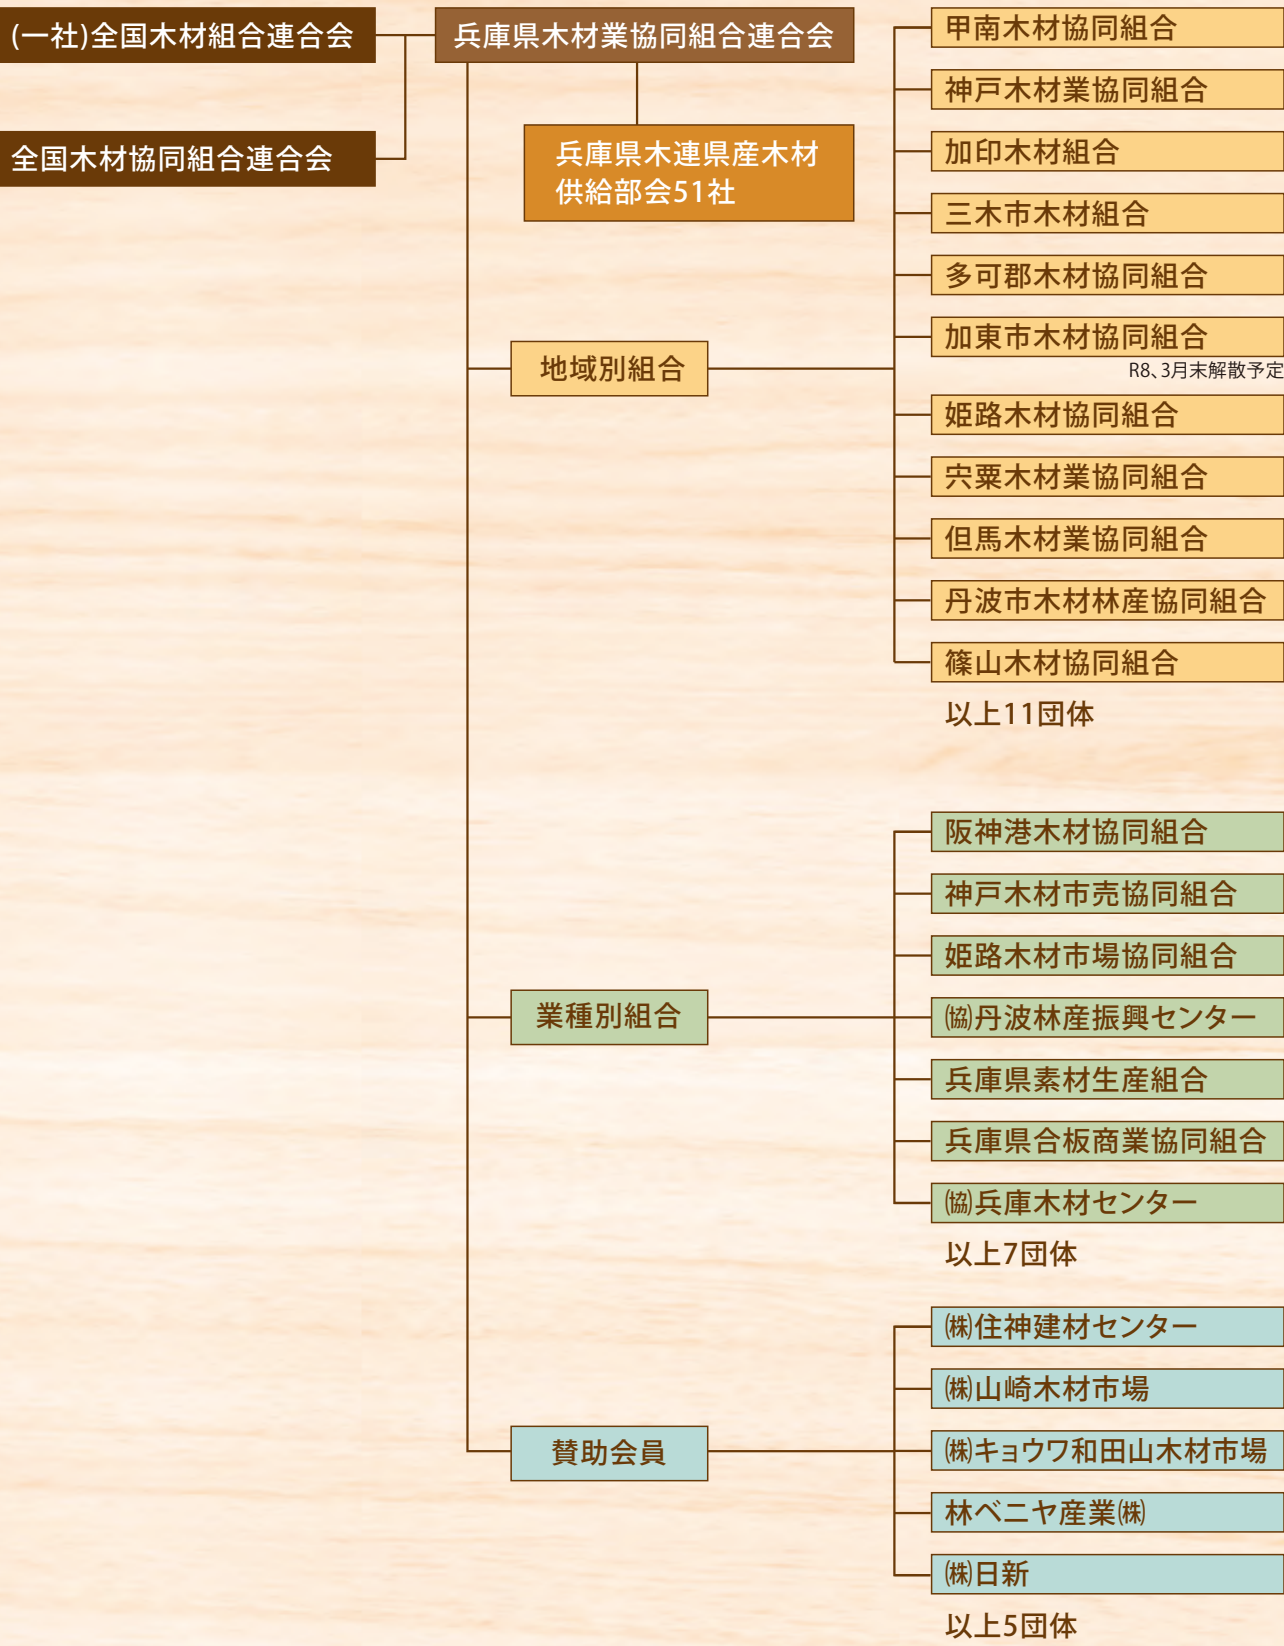 (一社)全国木材組合連合会
全国木材協同組合連合会
兵庫県木材業協同組合連合会
兵庫県木連県産木材
供給部会51社
地域別組合
甲南木材協同組合
神戸木材業協同組合
加印木材組合
三木市木材組合
多可郡木材協同組合
加東市木材協同組合
R8、3月末解散予定
姫路木材協同組合
宍粟木材業協同組合
但馬木材業協同組合
丹波市木材林産協同組合
篠山木材協同組合
以上11団体
業種別組合
阪神港木材協同組合
神戸木材市売協同組合
姫路木材市場協同組合
㈿丹波林産振興センター
兵庫県素材生産組合
兵庫県合板商業協同組合
㈿兵庫木材センター
以上7団体
賛助会員
㈱住神建材センター
㈱山崎木材市場
㈱キョウワ和田山木材市場
林ベニヤ産業㈱
㈱日新
以上5団体